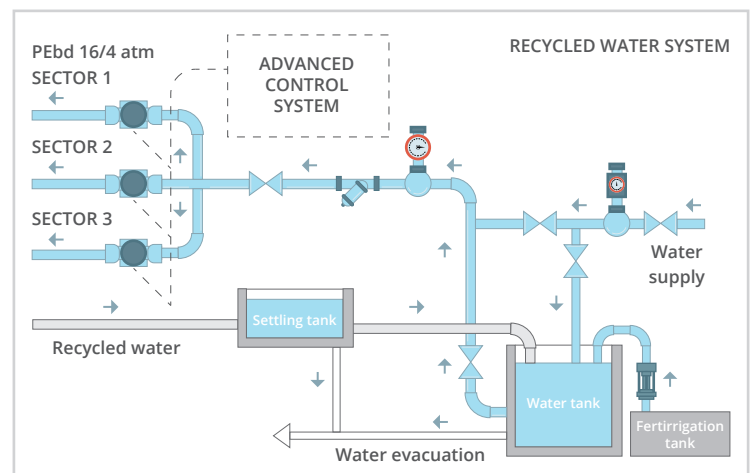 PEbd 16/4 atm
SECTOR 1
ADVANCED
CONTROL
SYSTEM
RECYCLED WATER SYSTEM
SECTOR 2
SECTOR 3
Water
supply
Settling tank
Recycled water
Water tank
Fertirrigation
tank
Water evacuation